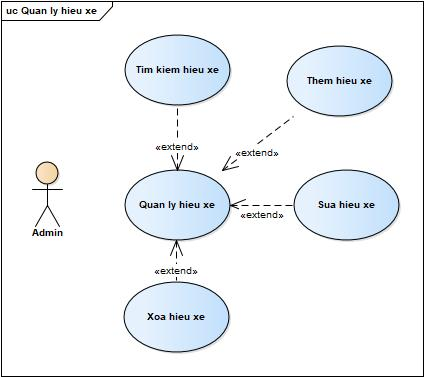 uc Quan ly hieu xe
Tim kiem hieu xe
Them hieu xe
«extend»
«extend»
Quan ly hieu xe
Sua hieu xe
«extend»
Admin
«extend»
Xoa hieu xe